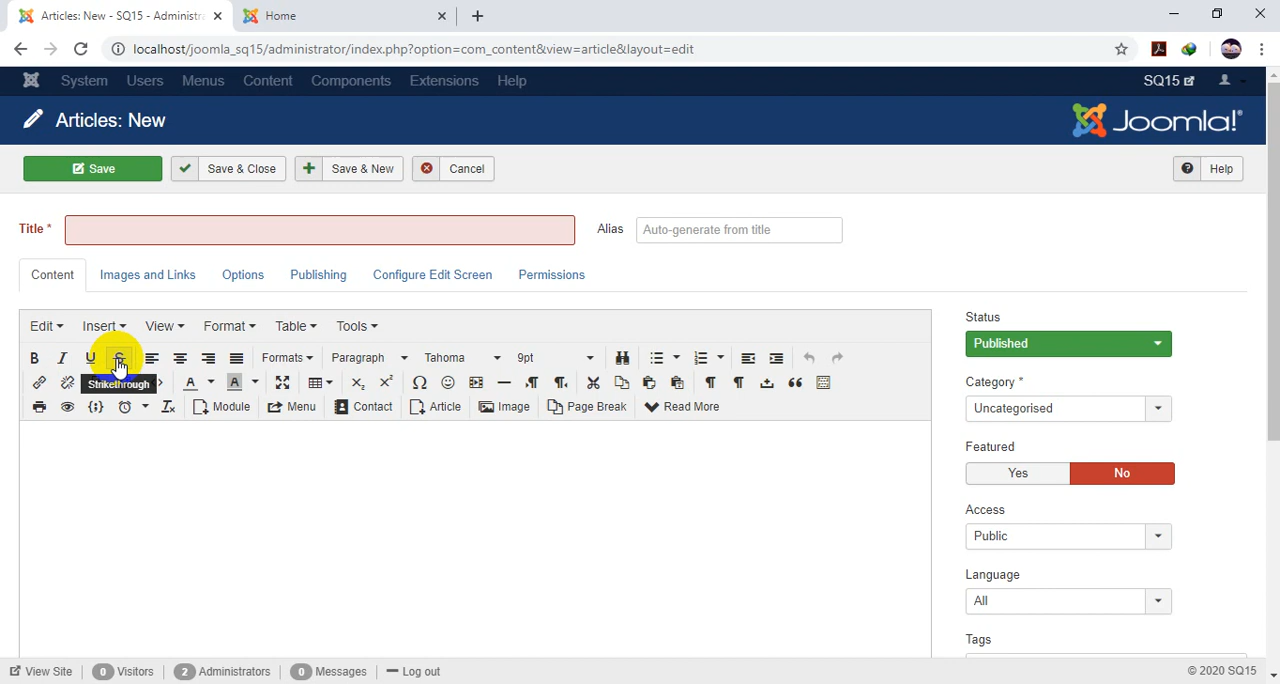 Articles: New - SQ15 - Administra
Home
localhost/joomla_sq15/administrator/index.php?option=com_content&view=article&layout=edit
System Users Menus Content Components Extensions Help SQ15
Articles: New Joomla!®
Save Save & Close Save & New Cancel Help
Title * Alias Auto-generate from title
Content Images and Links Options Publishing Configure Edit Screen Permissions
Edit Insert View Format Table Tools
Status
Published
B I U S Formats Paragraph Tahoma 9pt
Strikethrough
Category *
Uncategorised
Module Menu Contact Article Image Page Break Read More
Featured
Yes No
Access
Public
Language
All
Tags
View Site 0 Visitors 2 Administrators 0 Messages Log out © 2020 SQ15